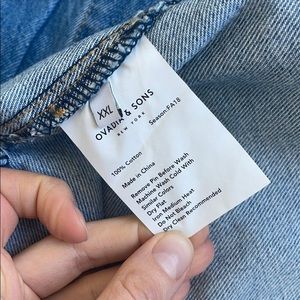 XXL
OVADIA & SONS
NEW YORK
Season-FA18
100% Cotton
Made in China
Remove Pin Before Wash
Machine Wash Cold With
Similar Colors
Dry Flat
Iron Medium Heat
Do Not Bleach
Dry Clean Recommended